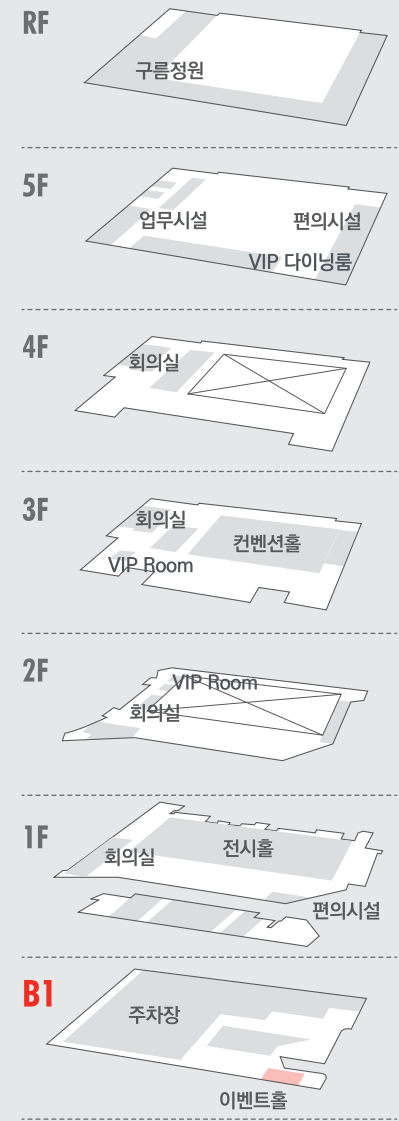 RF
구름정원
5F
업무시설
편의시설
VIP 다이닝룸
4F
회의실
3F
회의실
컨벤션홀
VIP Room
2F
VIP Room
회의실
1F
전시홀
회의실
편의시설
B1
주차장
이벤트홀